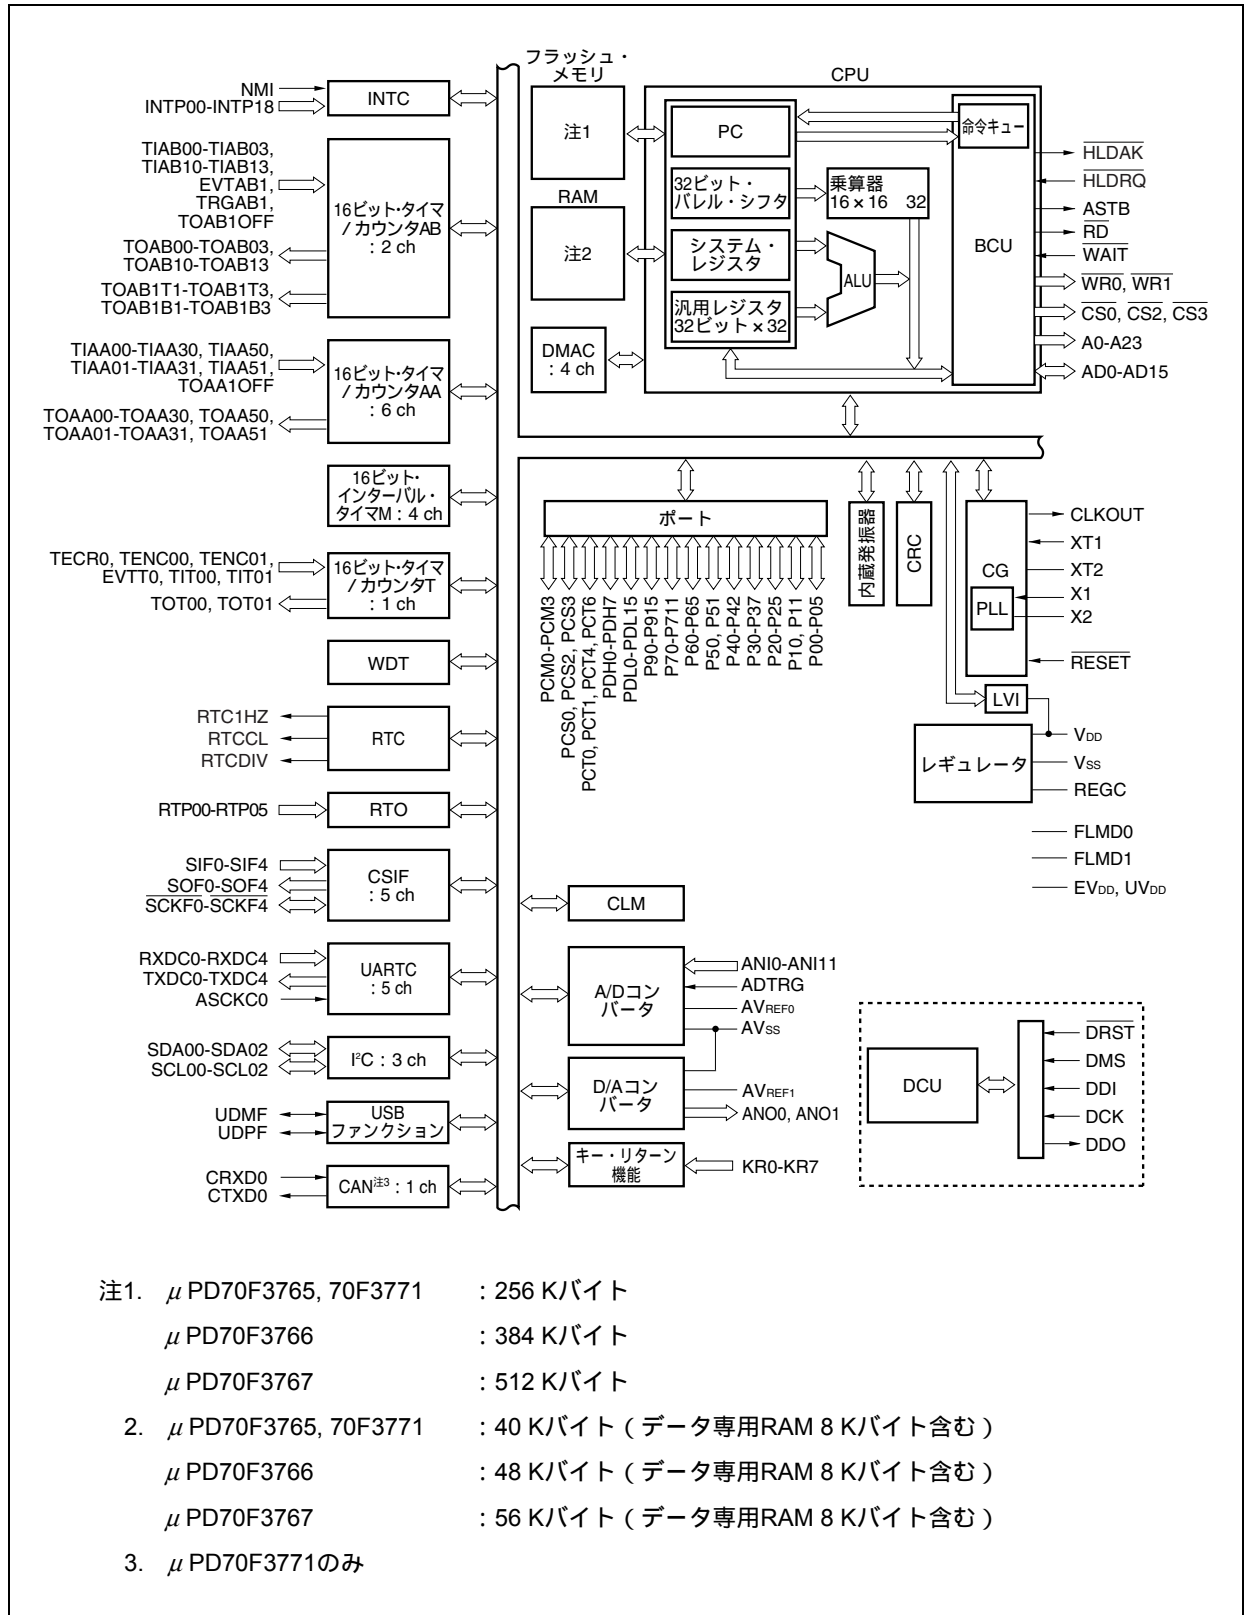 NMI
INTP00-INTP18
INTC
TIAB00-TIAB03,
TIAB10-TIAB13,
EVTAB1,
TRGAB1,
TOAB1OFF
TOAB00-TOAB03,
TOAB10-TOAB13
TOAB1T1-TOAB1T3,
TOAB1B1-TOAB1B3
16ビット・タイマ
/ カウンタAB
: 2 ch
TIAA00-TIAA30, TIAA50,
TIAA01-TIAA31, TIAA51,
TOAA1OFF
TOAA00-TOAA30, TOAA50,
TOAA01-TOAA31, TOAA51
16ビット・タイマ
/ カウンタAA
: 6 ch
16ビット・
インターバル・
タイマM : 4 ch
TECR0, TENC00, TENC01,
EVTT0, TIT00, TIT01
TOT00, TOT01
16ビット・タイマ
/ カウンタT
: 1 ch
WDT
RTC1HZ
RTCCL
RTCDIV
RTC
RTP00-RTP05
RTO
SIF0-SIF4
SOF0-SOF4
SCKF0-SCKF4
CSIF
: 5 ch
RXDC0-RXDC4
TXDC0-TXDC4
ASCKC0
UARTC
: 5 ch
SDA00-SDA02
SCL00-SCL02
I²C : 3 ch
UDMF
UDPF
USB
ファンクション
CRXD0
CTXD0
CAN注3 : 1 ch
フラッシュ・
メモリ
注1
RAM
注2
DMAC
: 4 ch
CPU
PC
32ビット・
バレル・シフタ
システム・
レジスタ
汎用レジスタ
32ビット × 32
乗算器
16 × 16 32
ALU
命令キュー
BCU
HLDAK
HLDRQ
ASTB
RD
WAIT
WR0, WR1
CS0, CS2, CS3
A0-A23
AD0-AD15
ポート
PCM0-PCM3
PCS0, PCS2, PCS3
PCT0, PCT1, PCT4, PCT6
PDH0-PDH7
PDL0-PDL15
P90-P915
P70-P711
P60-P65
P50, P51
P40-P42
P30-P37
P20-P25
P10, P11
P00-P05
内蔵発振器
CRC
CG
PLL
CLKOUT
XT1
XT2
X1
X2
RESET
LVI
レギュレータ
VDD
VSS
REGC
FLMD0
FLMD1
EVDD, UVDD
CLM
A/Dコン
バータ
ANI0-ANI11
ADTRG
AVREF0
AVSS
D/Aコン
バータ
AVREF1
ANO0, ANO1
キー・リターン
機能
KR0-KR7
DCU
DRST
DMS
DDI
DCK
DDO
注1. μ PD70F3765, 70F3771 : 256 Kバイト
μ PD70F3766 : 384 Kバイト
μ PD70F3767 : 512 Kバイト
2. μ PD70F3765, 70F3771 : 40 Kバイト（データ専用RAM 8 Kバイト含む）
μ PD70F3766 : 48 Kバイト（データ専用RAM 8 Kバイト含む）
μ PD70F3767 : 56 Kバイト（データ専用RAM 8 Kバイト含む）
3. μ PD70F3771のみ